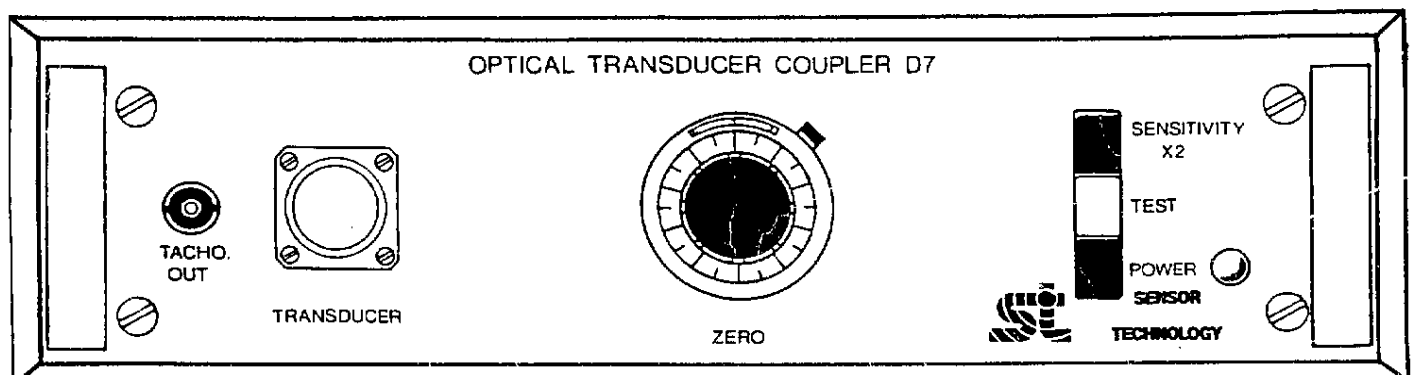 OPTICAL TRANSDUCER COUPLER D7
TACHO.
OUT
TRANSDUCER
ZERO
SENSITIVITY
X2
TEST
POWER
SENSOR
TECHNOLOGY